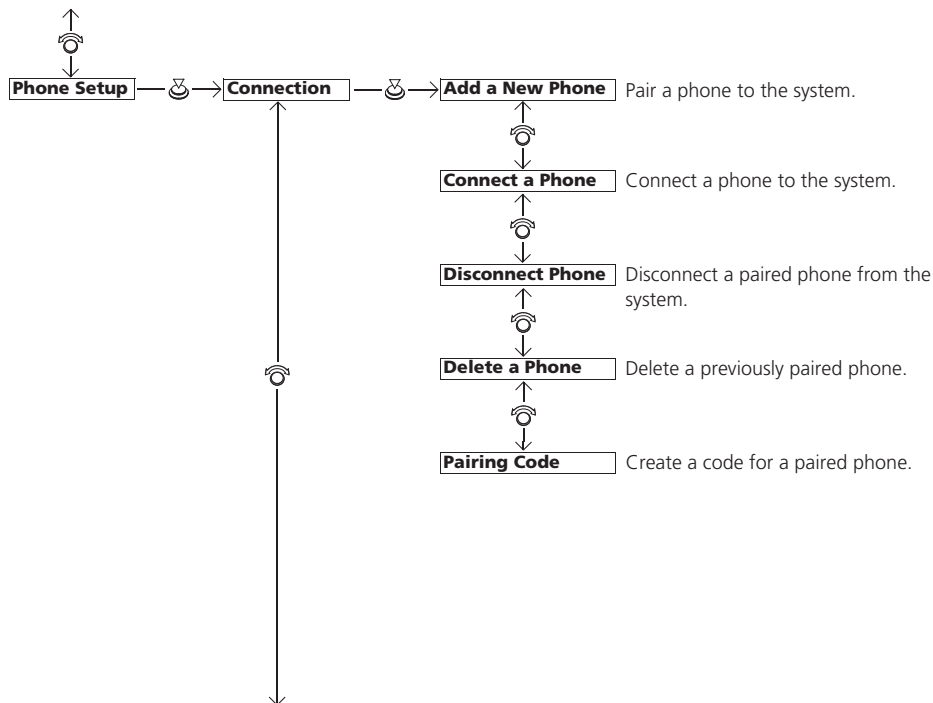 Phone Setup
Connection
Add a New Phone
Pair a phone to the system.
Connect a Phone
Connect a phone to the system.
Disconnect Phone
Disconnect a paired phone from the
system.
Delete a Phone
Delete a previously paired phone.
Pairing Code
Create a code for a paired phone.